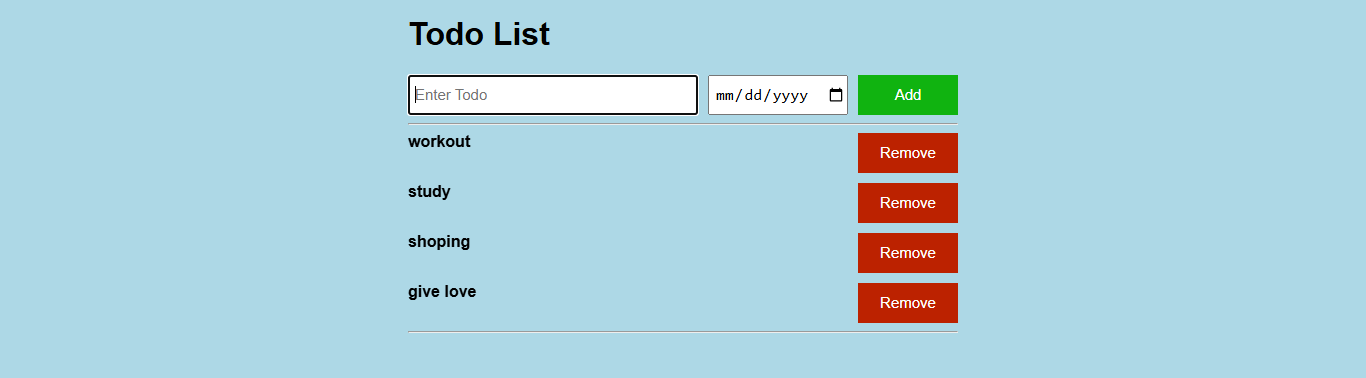 Todo List
Enter Todo mm/dd/yyyy Add
workout Remove
study Remove
shoping Remove
give love Remove